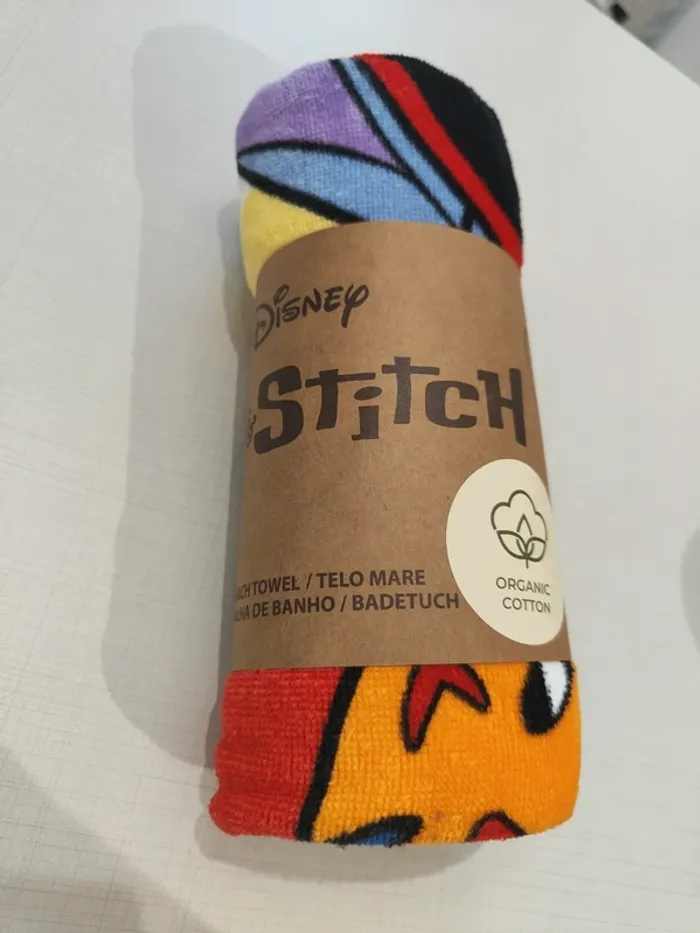 Disney
& Stitch
ORGANIC
COTTON
TOWEL / TELO MARE
DE BANHO / BADETUCH